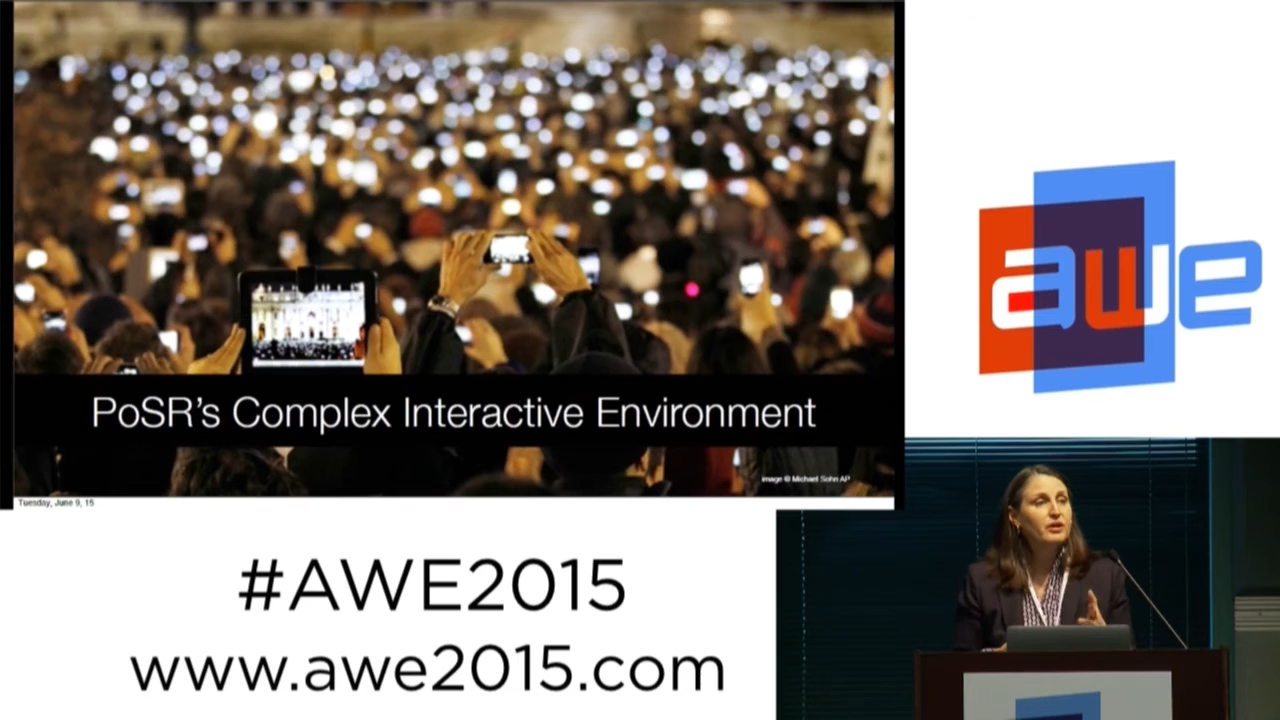 PoSR's Complex Interactive Environment
image © Michael Sohn AP
Tuesday, June 9, 15
awe
#AWE2015
www.awe2015.com